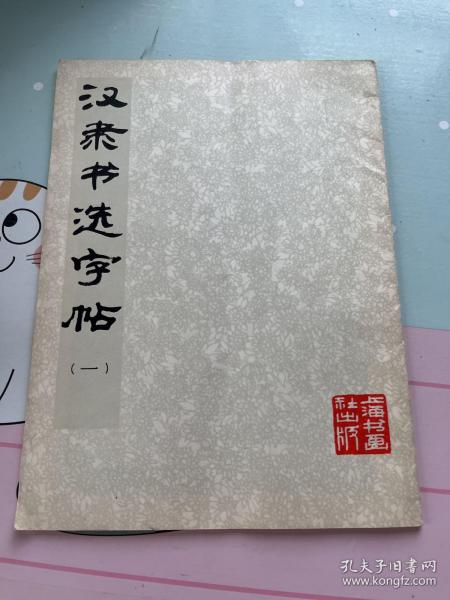 汉隶书选字帖
(一)
上海书画
社出版
孔夫子旧书网
www.kongfz.com